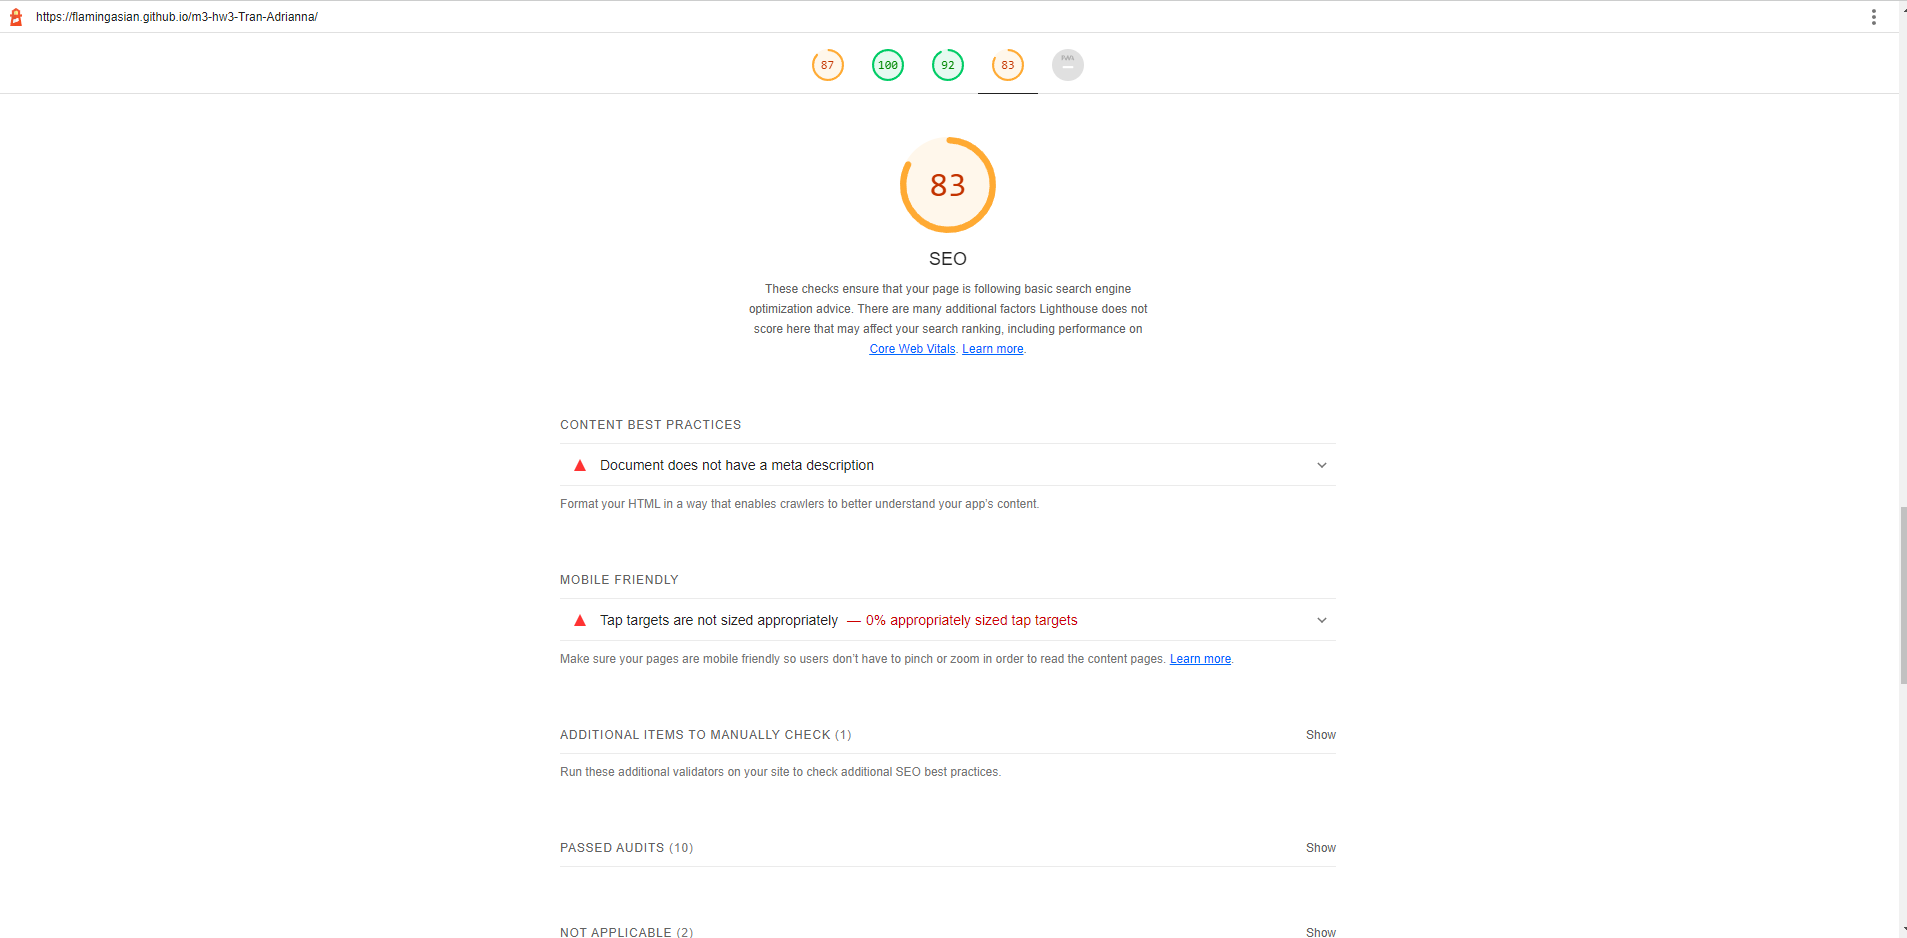 https://flamingasian.github.io/m3-hw3-Tran-Adrianna/
87 100 92 83 PWA
83
SEO
These checks ensure that your page is following basic search engine
optimization advice. There are many additional factors Lighthouse does not
score here that may affect your search ranking, including performance on
Core Web Vitals. Learn more.
CONTENT BEST PRACTICES
Document does not have a meta description
Format your HTML in a way that enables crawlers to better understand your app’s content.
MOBILE FRIENDLY
Tap targets are not sized appropriately — 0% appropriately sized tap targets
Make sure your pages are mobile friendly so users don’t have to pinch or zoom in order to read the content pages. Learn more.
ADDITIONAL ITEMS TO MANUALLY CHECK (1) Show
Run these additional validators on your site to check additional SEO best practices.
PASSED AUDITS (10) Show
NOT APPLICABLE (2) Show